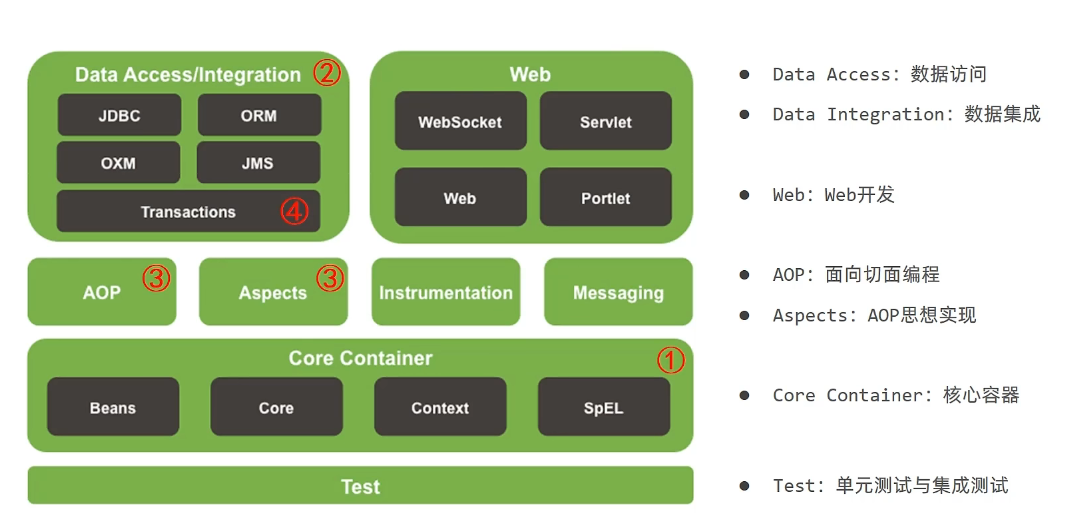 Data Access/Integration ②
JDBC
ORM
OXM
JMS
Transactions ④
Web
WebSocket
Servlet
Web
Portlet
AOP ③
Aspects ③
Instrumentation
Messaging
Core Container ①
Beans
Core
Context
SpEL
Test
● Data Access：数据访问
● Data Integration：数据集成
● Web：Web开发
● AOP：面向切面编程
● Aspects：AOP思想实现
● Core Container：核心容器
● Test：单元测试与集成测试